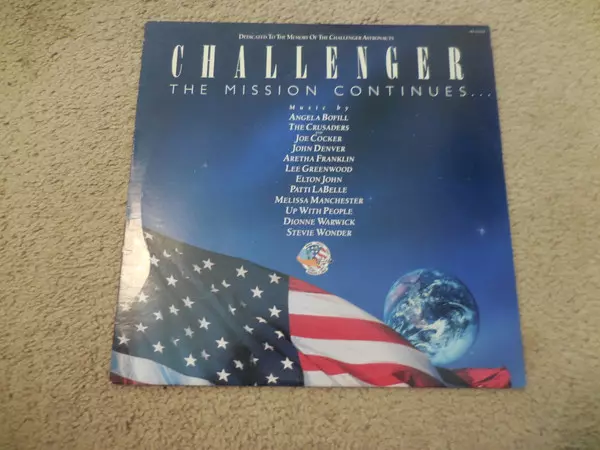 DEDICATED TO THE MEMORY OF THE CHALLENGER ASTRONAUTS
CHALLENGER
THE MISSION CONTINUES...
Music by
ANGELA BOFILL
THE CRUSADERS
JOE COCKER
JOHN DENVER
ARETHA FRANKLIN
LEE GREENWOOD
ELTON JOHN
PATTI LABELLE
MELISSA MANCHESTER
UP WITH PEOPLE
DIONNE WARWICK
STEVIE WONDER